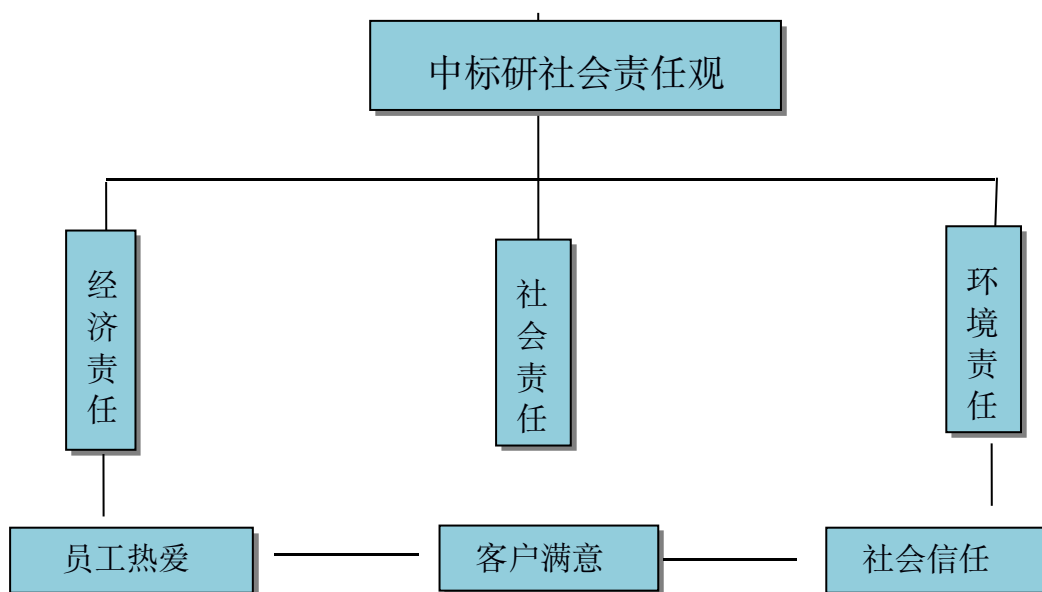 中标研社会责任观
经济责任
社会责任
环境责任
员工热爱
客户满意
社会信任